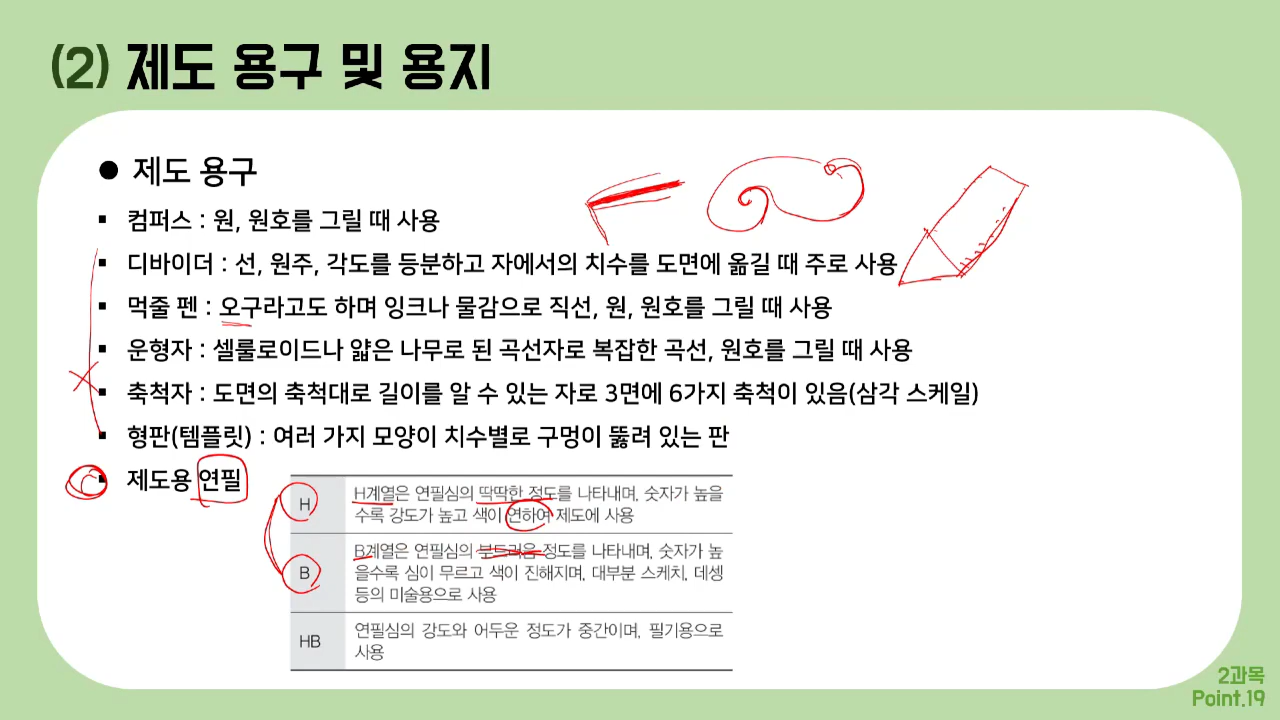 (2) 제도 용구 및 용지
● 제도 용구
▪ 컴퍼스 : 원, 원호를 그릴 때 사용
▪ 디바이더 : 선, 원주, 각도를 등분하고 자에서의 치수를 도면에 옮길 때 주로 사용
▪ 먹줄 펜 : 오구라고도 하며 잉크나 물감으로 직선, 원, 원호를 그릴 때 사용
▪ 운형자 : 셀룰로이드나 얇은 나무로 된 곡선자로 복잡한 곡선, 원호를 그릴 때 사용
▪ 축척자 : 도면의 축척대로 길이를 알 수 있는 자로 3면에 6가지 축척이 있음(삼각 스케일)
▪ 형판(템플릿) : 여러 가지 모양이 치수별로 구멍이 뚫려 있는 판
▪ 제도용 연필
H
H계열은 연필심의 딱딱한 정도를 나타내며, 숫자가 높을
수록 강도가 높고 색이 연하여 제도에 사용
B
B계열은 연필심의 부드러움 정도를 나타내며, 숫자가 높
을수록 심이 무르고 색이 진해지며, 대부분 스케치, 데셍
등의 미술용으로 사용
HB
연필심의 강도와 어두운 정도가 중간이며, 필기용으로
사용
2과목
Point.19